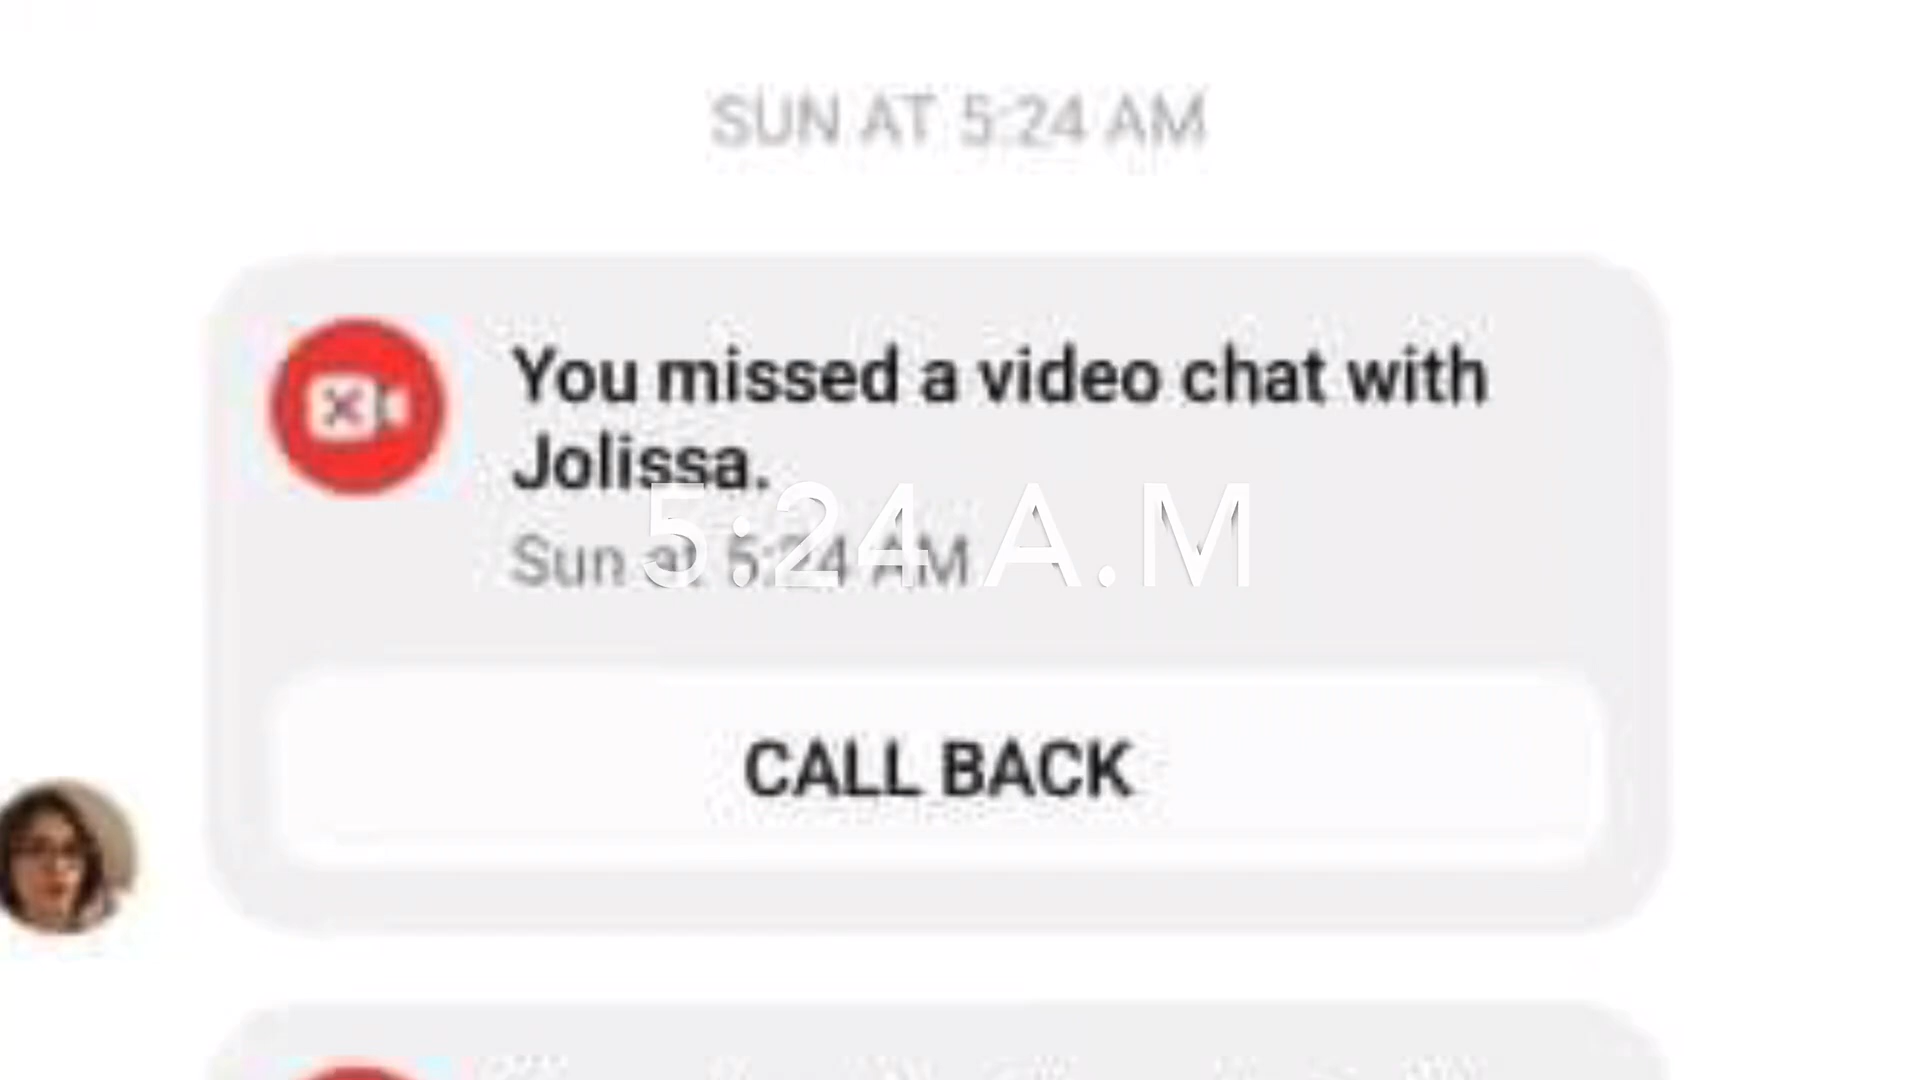 SUN AT 5:24 AM
You missed a video chat with
Jolissa.
5:24 A.M
Sun at 5:24 AM
CALL BACK